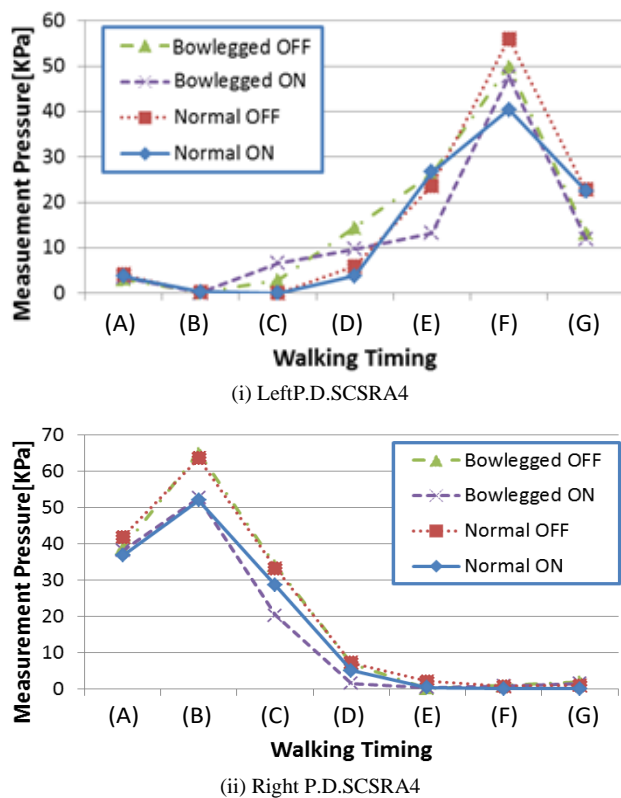 60
50
40
30
20
10
0
Measuement Pressure[KPa]
Bowlegged OFF
Bowlegged ON
Normal OFF
Normal ON
(A) (B) (C) (D) (E) (F) (G)
Walking Timing
(i) LeftP.D.SCSRA4
70
60
50
40
30
20
10
0
Measurement Pressure[KPa]
Bowlegged OFF
Bowlegged ON
Normal OFF
Normal ON
(A) (B) (C) (D) (E) (F) (G)
Walking Timing
(ii) Right P.D.SCSRA4